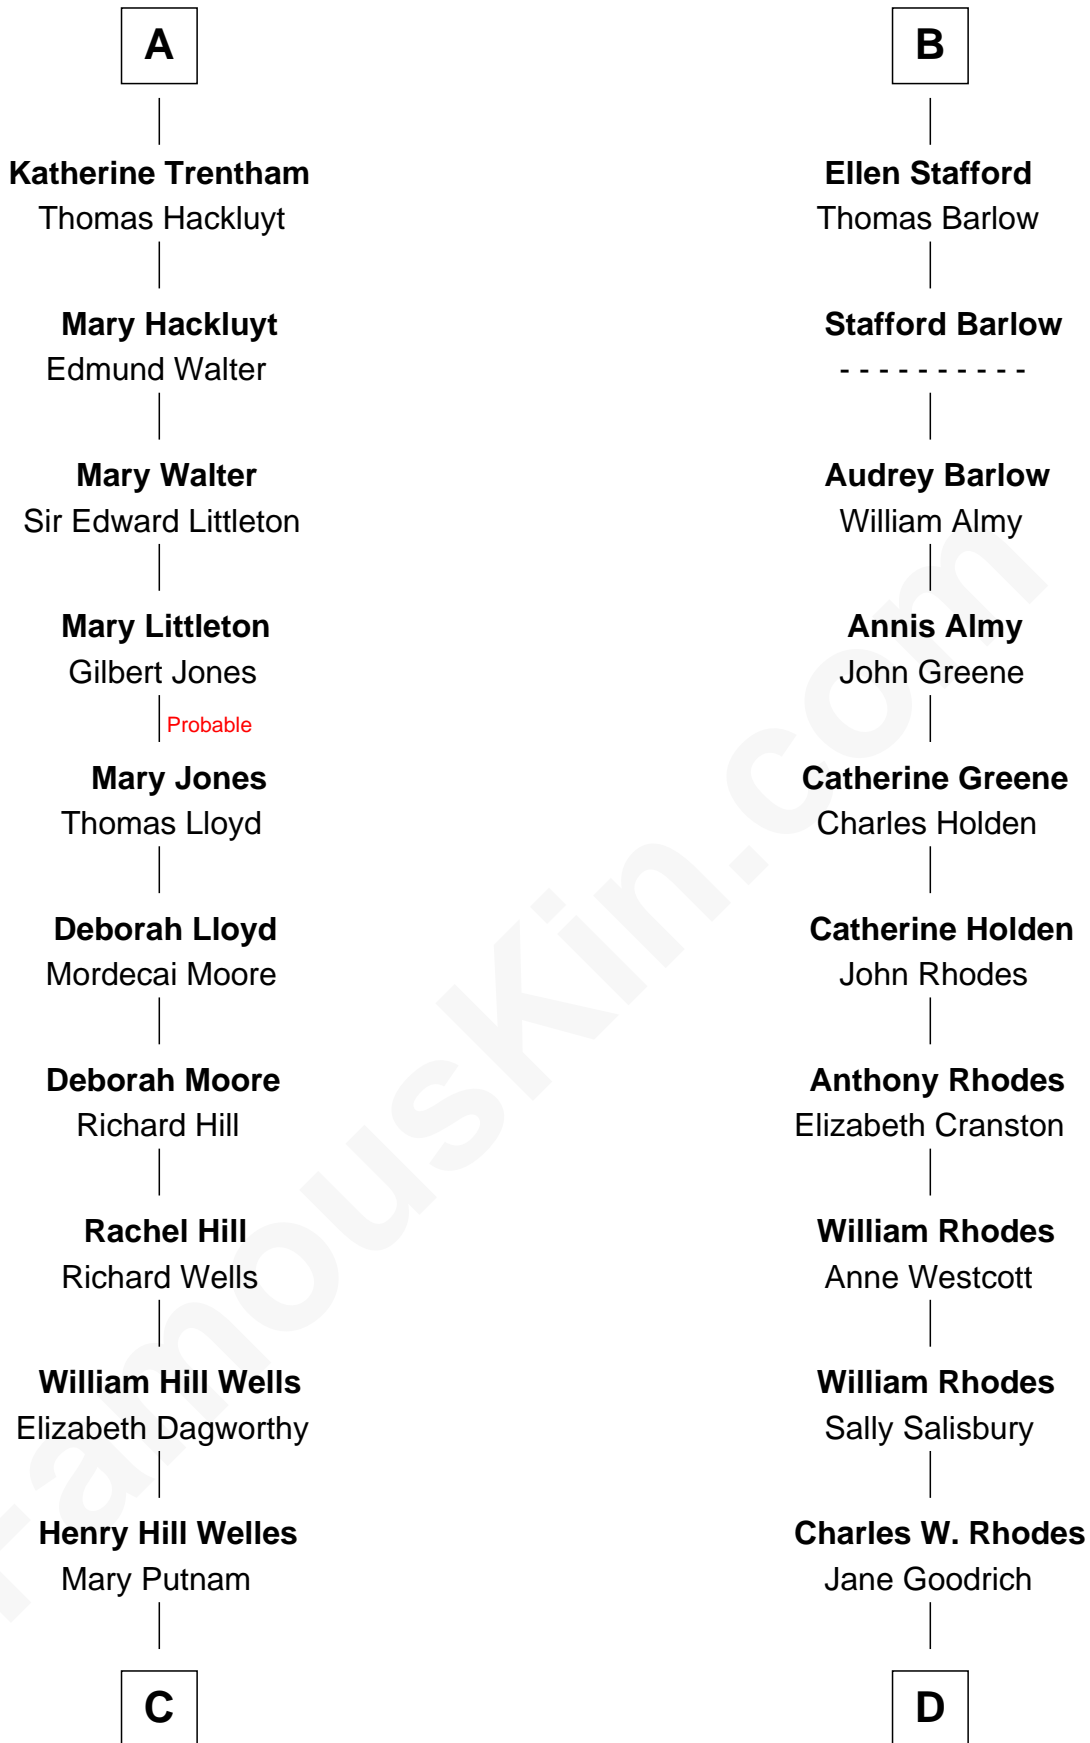 A
Katherine Trentham
Thomas Hackluyt
Mary Hackluyt
Edmund Walter
Mary Walter
Sir Edward Littleton
Mary Littleton
Gilbert Jones
Probable
Mary Jones
Thomas Lloyd
Deborah Lloyd
Mordecai Moore
Deborah Moore
Richard Hill
Rachel Hill
Richard Wells
William Hill Wells
Elizabeth Dagworthy
Henry Hill Welles
Mary Putnam
C
B
Ellen Stafford
Thomas Barlow
Stafford Barlow
- - - - - - - - - -
Audrey Barlow
William Almy
Annis Almy
John Greene
Catherine Greene
Charles Holden
Catherine Holden
John Rhodes
Anthony Rhodes
Elizabeth Cranston
William Rhodes
Anne Westcott
William Rhodes
Sally Salisbury
Charles W. Rhodes
Jane Goodrich
D
FamousKin.com